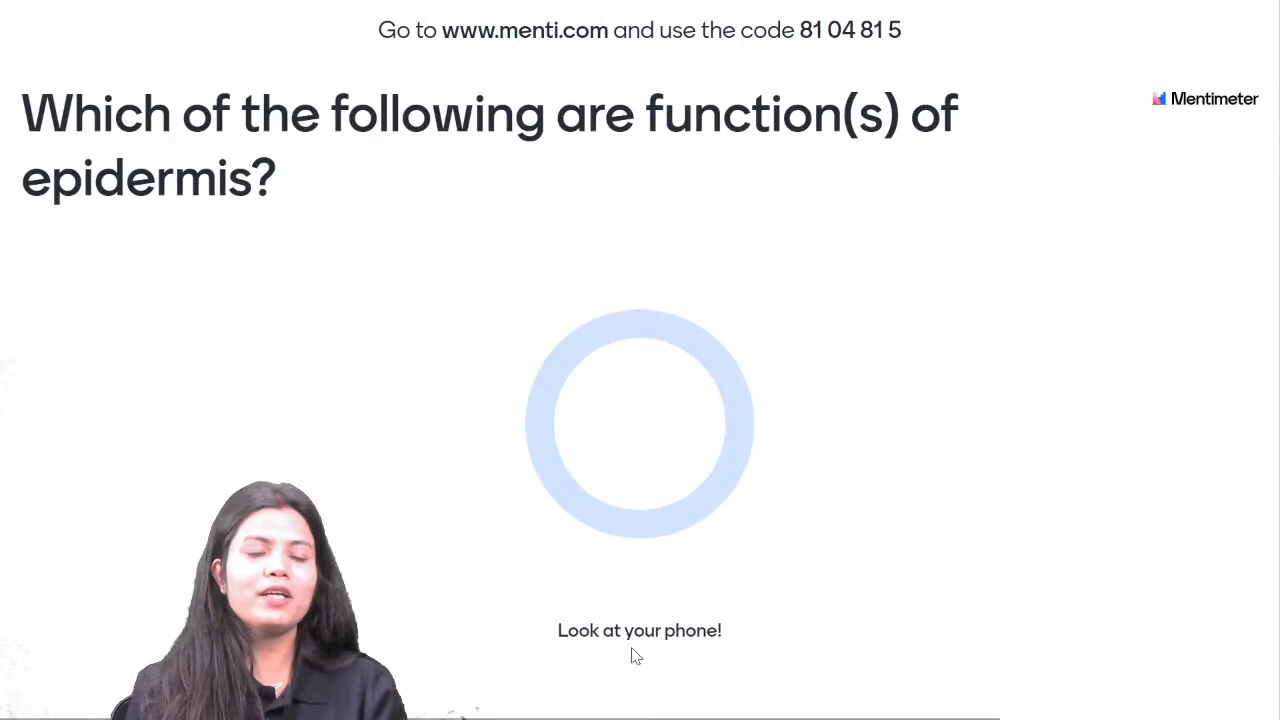 Go to www.menti.com and use the code 81 04 81 5
Mentimeter
Which of the following are function(s) of
epidermis?
Look at your phone!